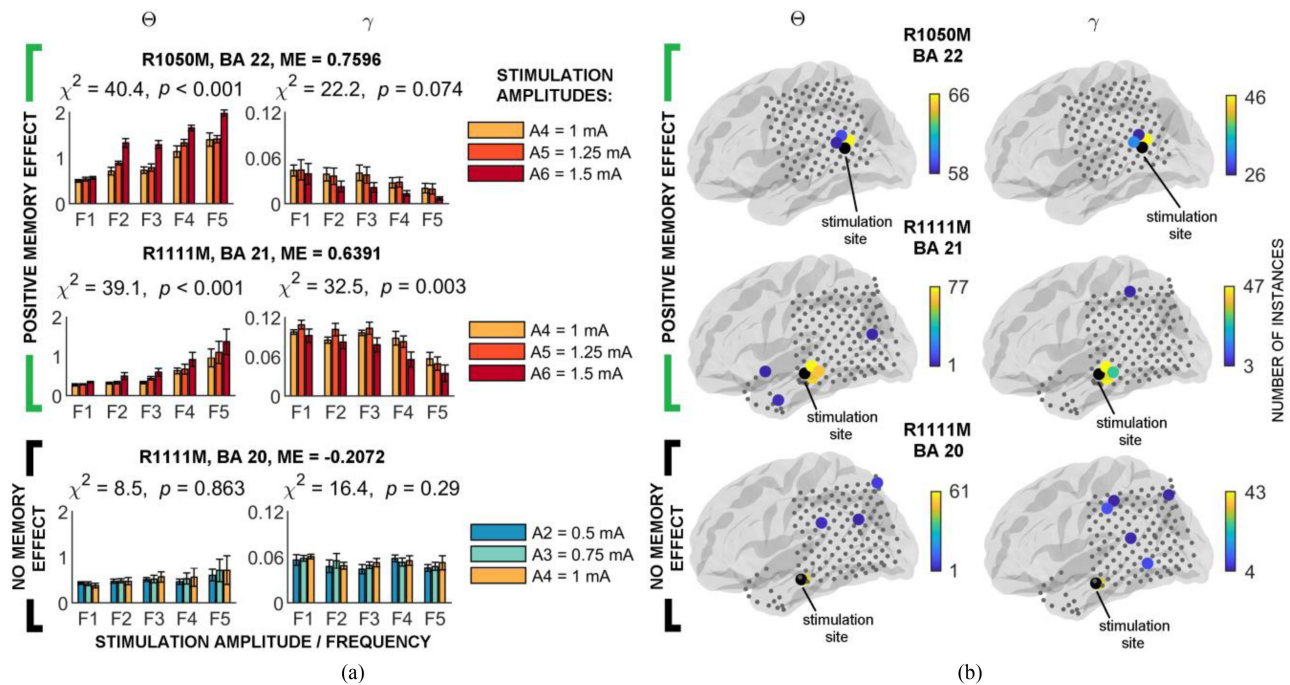 Θ γ
POSITIVE MEMORY EFFECT
R1050M, BA 22, ME = 0.7596
χ² = 40.4, p < 0.001 χ² = 22.2, p = 0.074
2
1
0
F1 F2 F3 F4 F5
0.12
0.06
0
F1 F2 F3 F4 F5
STIMULATION
AMPLITUDES:
A4 = 1 mA
A5 = 1.25 mA
A6 = 1.5 mA
R1111M, BA 21, ME = 0.6391
χ² = 39.1, p < 0.001 χ² = 32.5, p = 0.003
2
1
0
F1 F2 F3 F4 F5
0.12
0.06
0
F1 F2 F3 F4 F5
A4 = 1 mA
A5 = 1.25 mA
A6 = 1.5 mA
NO MEMORY
EFFECT
R1111M, BA 20, ME = -0.2072
χ² = 8.5, p = 0.863 χ² = 16.4, p = 0.29
2
1
0
F1 F2 F3 F4 F5
0.12
0.06
0
F1 F2 F3 F4 F5
A2 = 0.5 mA
A3 = 0.75 mA
A4 = 1 mA
STIMULATION AMPLITUDE / FREQUENCY
(a)
Θ γ
POSITIVE MEMORY EFFECT
R1050M
BA 22
66
58
46
26
stimulation
site
stimulation
site
R1111M
BA 21
77
1
47
3
stimulation
site
stimulation
site
NUMBER OF INSTANCES
NO MEMORY
EFFECT
R1111M
BA 20
61
1
43
4
stimulation
site
stimulation
site
(b)